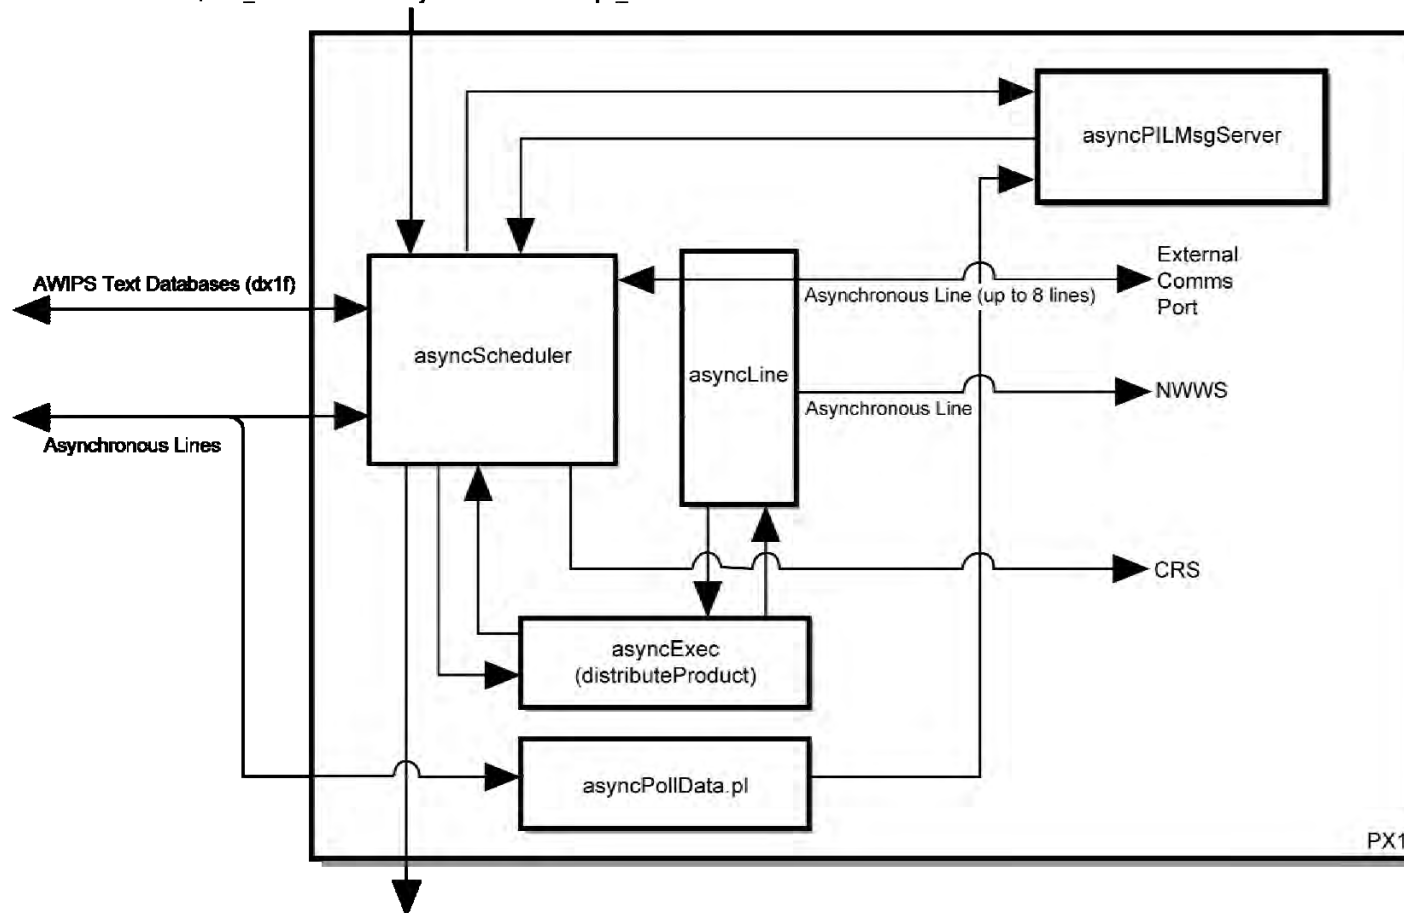 asyncPILMsgServer
External
Comms
Port
AWIPS Text Databases (dx1f)
Asynchronous Line (up to 8 lines)
asyncScheduler
asyncLine
NWWS
Asynchronous Line
Asynchronous Lines
CRS
asyncExec
(distributeProduct)
asyncPollData.pl
PX1